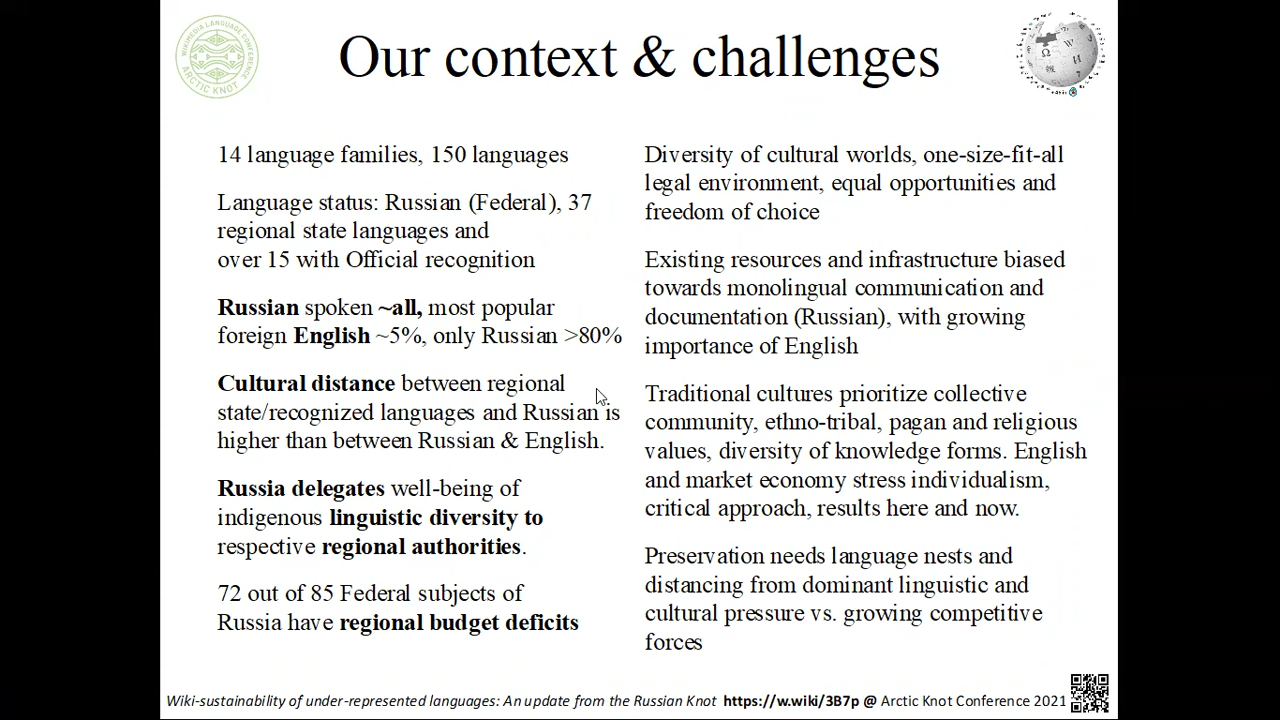 Our context & challenges
WIKIMEDIA LANGUAGE CONFERENCE
ARCTIC KNOT
14 language families, 150 languages
Language status: Russian (Federal), 37
regional state languages and
over 15 with Official recognition
Russian spoken ~all, most popular
foreign English ~5%, only Russian >80%
Cultural distance between regional
state/recognized languages and Russian is
higher than between Russian & English.
Russia delegates well-being of
indigenous linguistic diversity to
respective regional authorities.
72 out of 85 Federal subjects of
Russia have regional budget deficits
Diversity of cultural worlds, one-size-fit-all
legal environment, equal opportunities and
freedom of choice
Existing resources and infrastructure biased
towards monolingual communication and
documentation (Russian), with growing
importance of English
Traditional cultures prioritize collective
community, ethno-tribal, pagan and religious
values, diversity of knowledge forms. English
and market economy stress individualism,
critical approach, results here and now.
Preservation needs language nests and
distancing from dominant linguistic and
cultural pressure vs. growing competitive
forces
Wiki-sustainability of under-represented languages: An update from the Russian Knot https://w.wiki/3B7p @ Arctic Knot Conference 2021